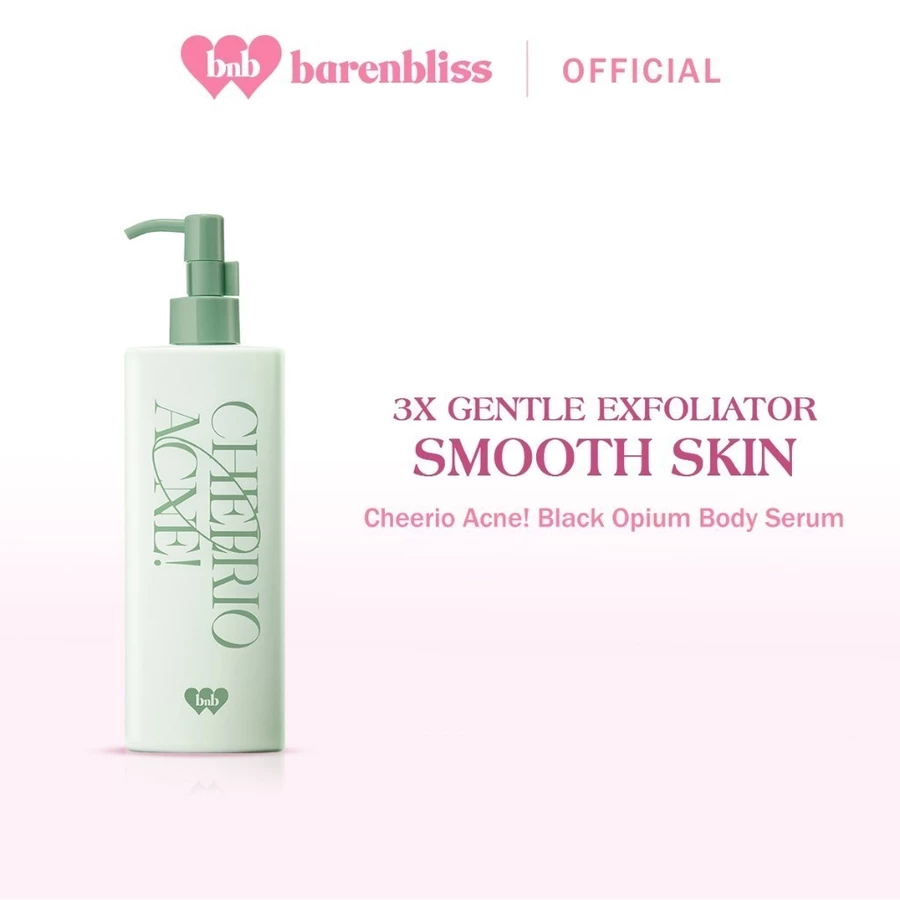 bnb barenbliss OFFICIAL
CHEERIO
ACNE!
bnb
3X GENTLE EXFOLIATOR
SMOOTH SKIN
Cheerio Acne! Black Opium Body Serum